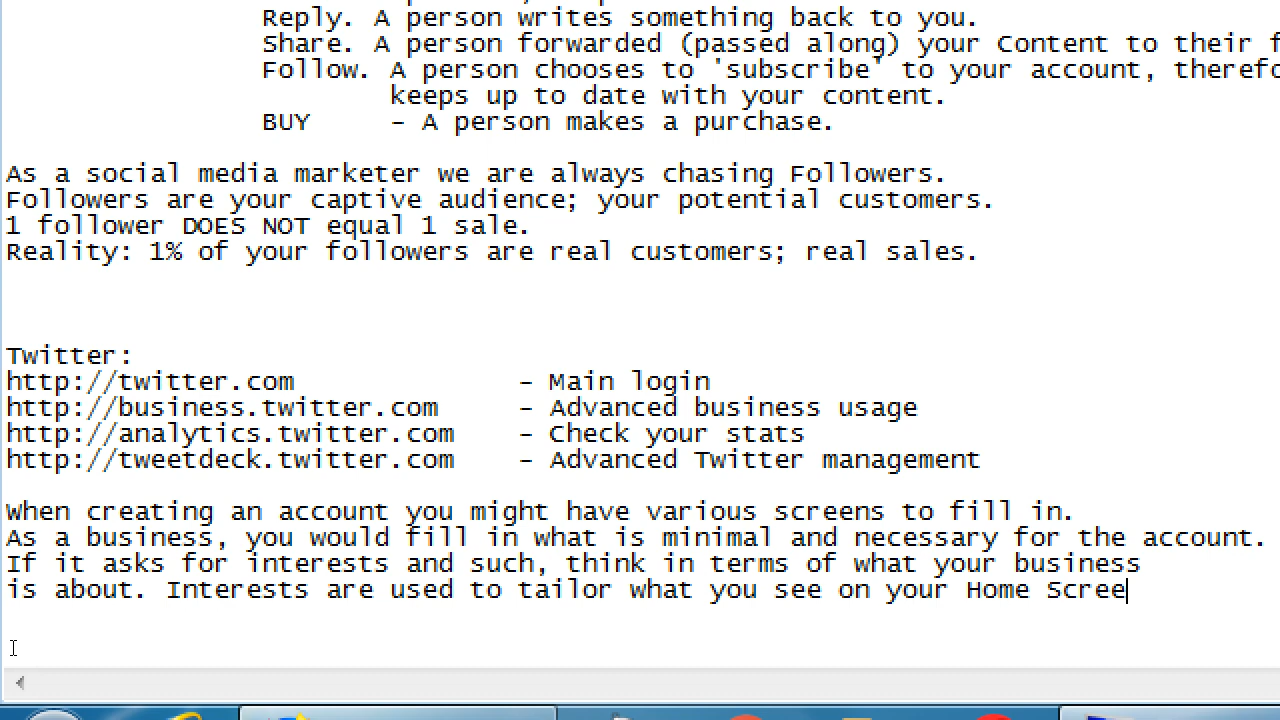 Reply. A person writes something back to you.
Share. A person forwarded (passed along) your Content to their
Follow. A person chooses to 'subscribe' to your account,
keeps up to date with your content.
BUY - A person makes a purchase.
As a social media marketer we are always chasing Followers.
Followers are your captive audience; your potential customers.
1 follower DOES NOT equal 1 sale.
Reality: 1% of your followers are real customers; real sales.
Twitter:
http://twitter.com - Main login
http://business.twitter.com - Advanced business usage
http://analytics.twitter.com - Check your stats
http://tweetdeck.twitter.com - Advanced Twitter management
When creating an account you might have various screens to fill in.
As a business, you would fill in what is minimal and necessary for the account.
If it asks for interests and such, think in terms of what your business
is about. Interests are used to tailor what you see on your Home Scree